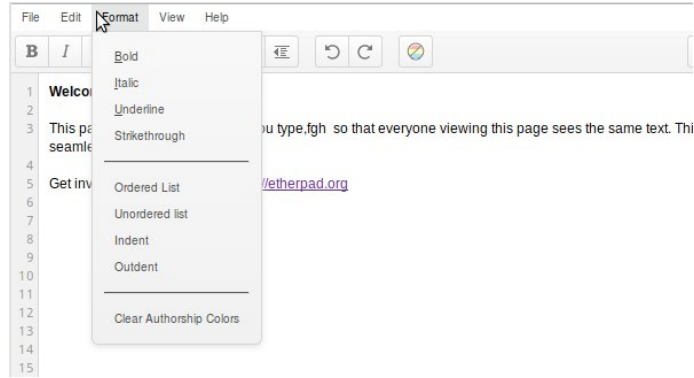 File Edit Format View Help
B I
Bold
Italic
Underline
Strikethrough
Ordered List
Unordered list
Indent
Outdent
Clear Authorship Colors
1 Welco
2
3 This pa u type,fgh so that everyone viewing this page sees the same text. Thi
seamle
4
5 Get inv //etherpad.org
6
7
8
9
10
11
12
13
14
15